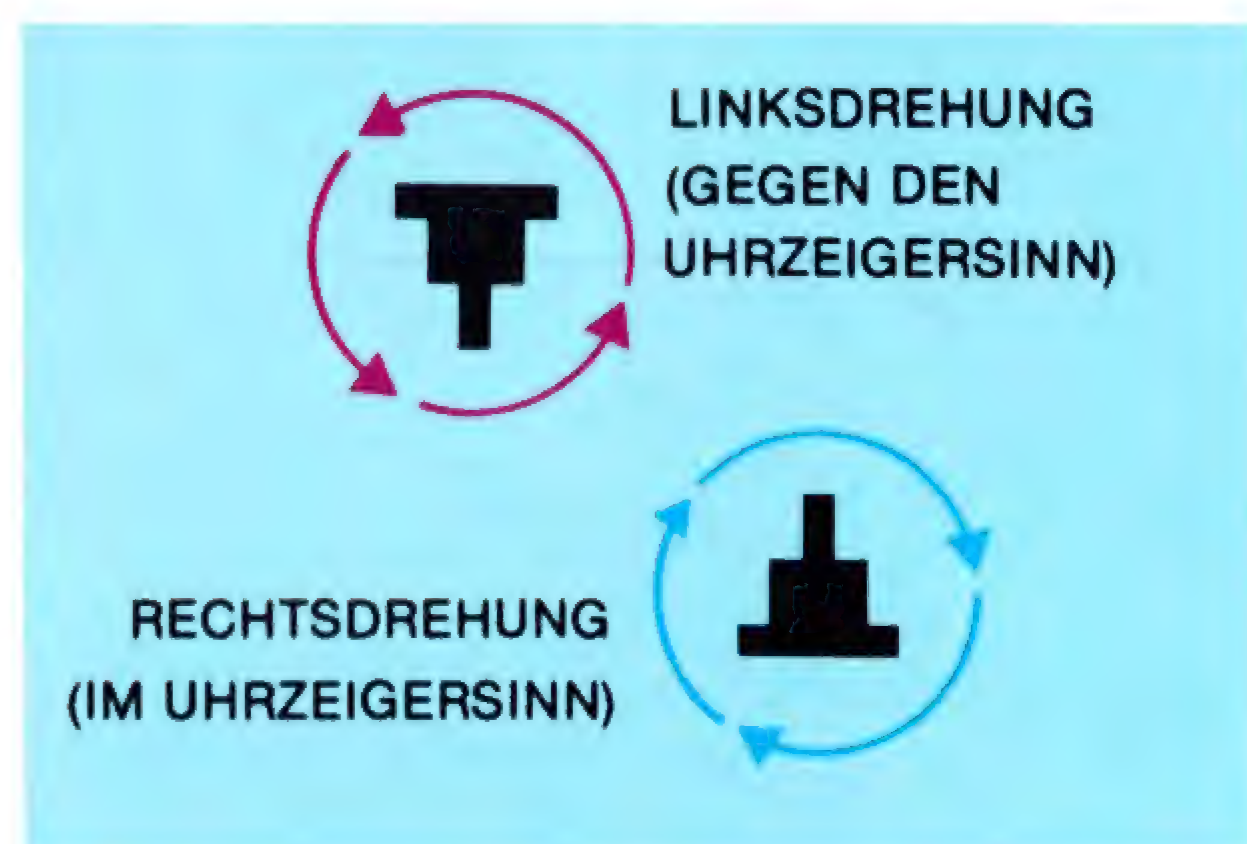 LINKSDREHUNG
(GEGEN DEN
UHRZEIGERSINN)
RECHTSDREHUNG
(IM UHRZEIGERSINN)